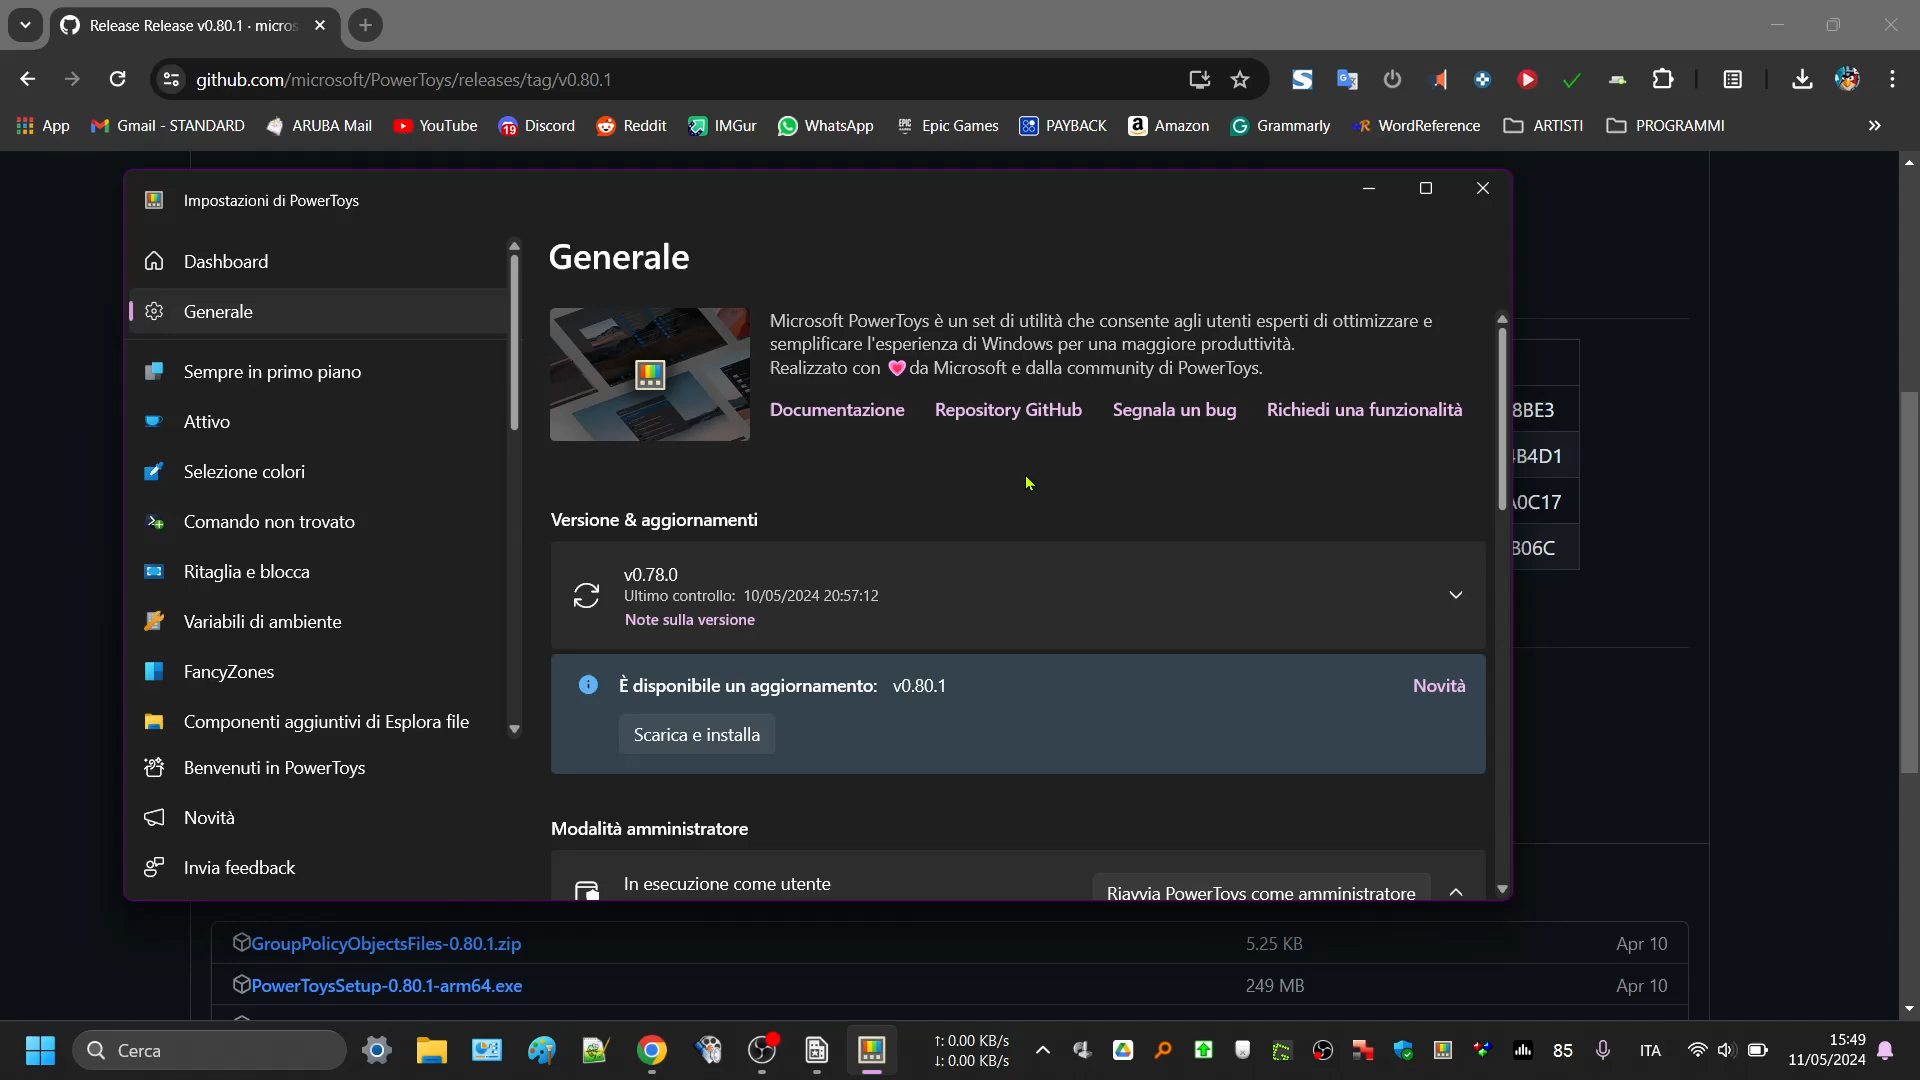 Release Release v0.80.1 · micros
github.com/microsoft/PowerToys/releases/tag/v0.80.1
App
Gmail - STANDARD
ARUBA Mail
YouTube
19
Discord
Reddit
IMGur
WhatsApp
EPIC
Epic Games
PAYBACK
Amazon
Grammarly
WordReference
ARTISTI
PROGRAMMI
»
Impostazioni di PowerToys
Dashboard
Generale
Sempre in primo piano
Attivo
Selezione colori
Comando non trovato
Ritaglia e blocca
Variabili di ambiente
FancyZones
Componenti aggiuntivi di Esplora file
Benvenuti in PowerToys
Novità
Invia feedback
Generale
Microsoft PowerToys è un set di utilità che consente agli utenti esperti di ottimizzare e
semplificare l'esperienza di Windows per una maggiore produttività.
Realizzato con 💗 da Microsoft e dalla community di PowerToys.
Documentazione
Repository GitHub
Segnala un bug
Richiedi una funzionalità
Versione & aggiornamenti
v0.78.0
Ultimo controllo: 10/05/2024 20:57:12
Note sulla versione
È disponibile un aggiornamento: v0.80.1
Novità
Scarica e installa
Modalità amministratore
In esecuzione come utente
Riavvia PowerToys come amministratore
8BE3
B4D1
0C17
B06C
GroupPolicyObjectsFiles-0.80.1.zip
5.25 KB
Apr 10
PowerToysSetup-0.80.1-arm64.exe
249 MB
Apr 10
Cerca
↑: 0.00 KB/s
↓: 0.00 KB/s
85
ITA
15:49
11/05/2024